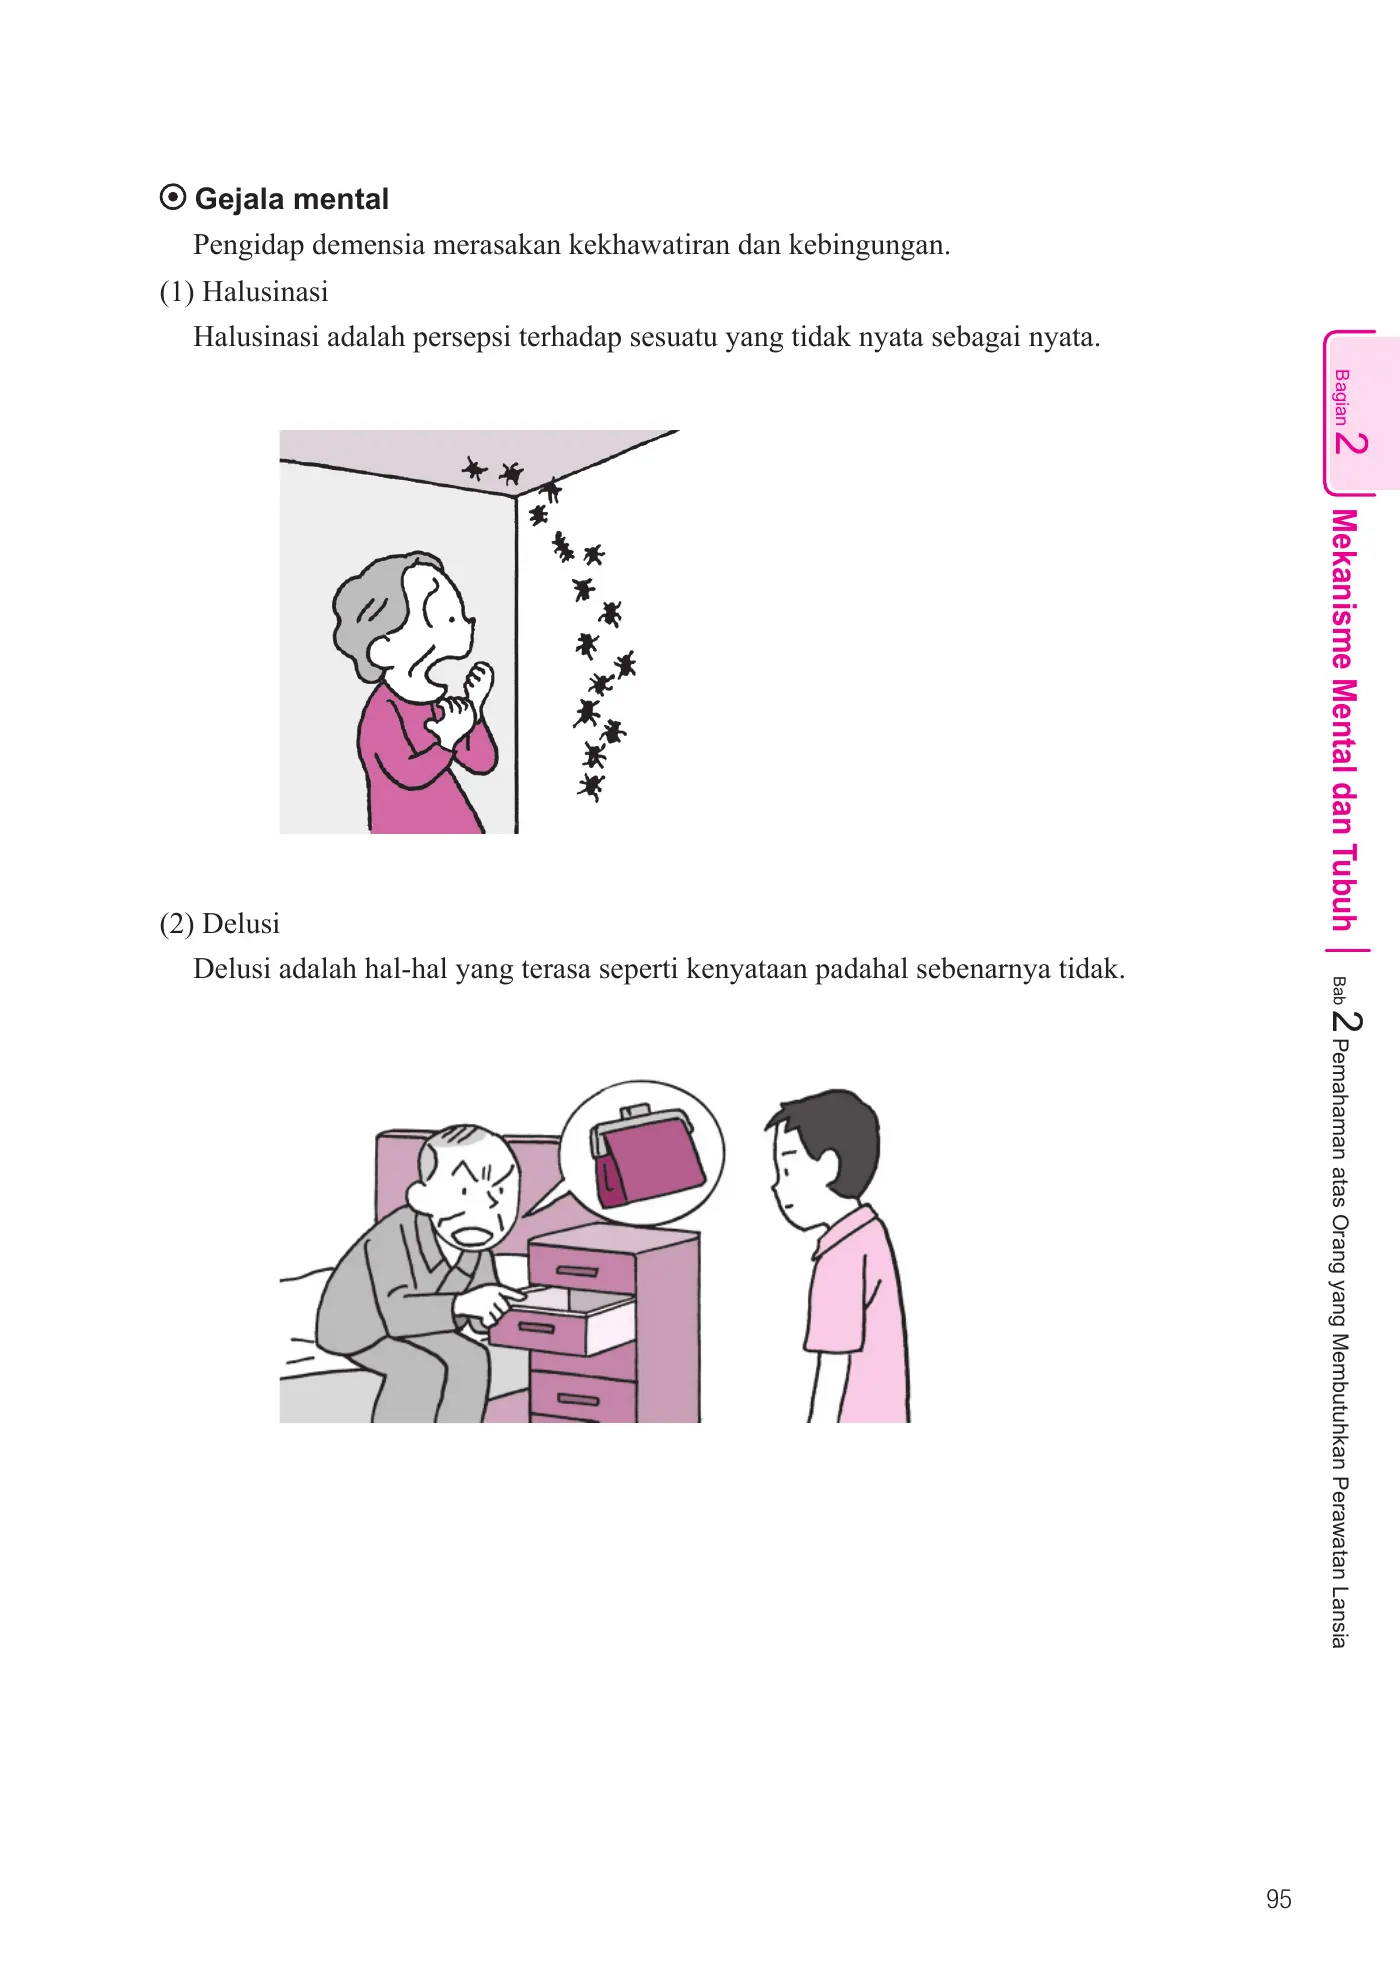 Gejala mental
Pengidap demensia merasakan kekhawatiran dan kebingungan.
(1) Halusinasi
Halusinasi adalah persepsi terhadap sesuatu yang tidak nyata sebagai nyata.
(2) Delusi
Delusi adalah hal-hal yang terasa seperti kenyataan padahal sebenarnya tidak.
Bagian 2 Mekanisme Mental dan Tubuh
Bab 2 Pemahaman atas Orang yang Membutuhkan Perawatan Lansia
95